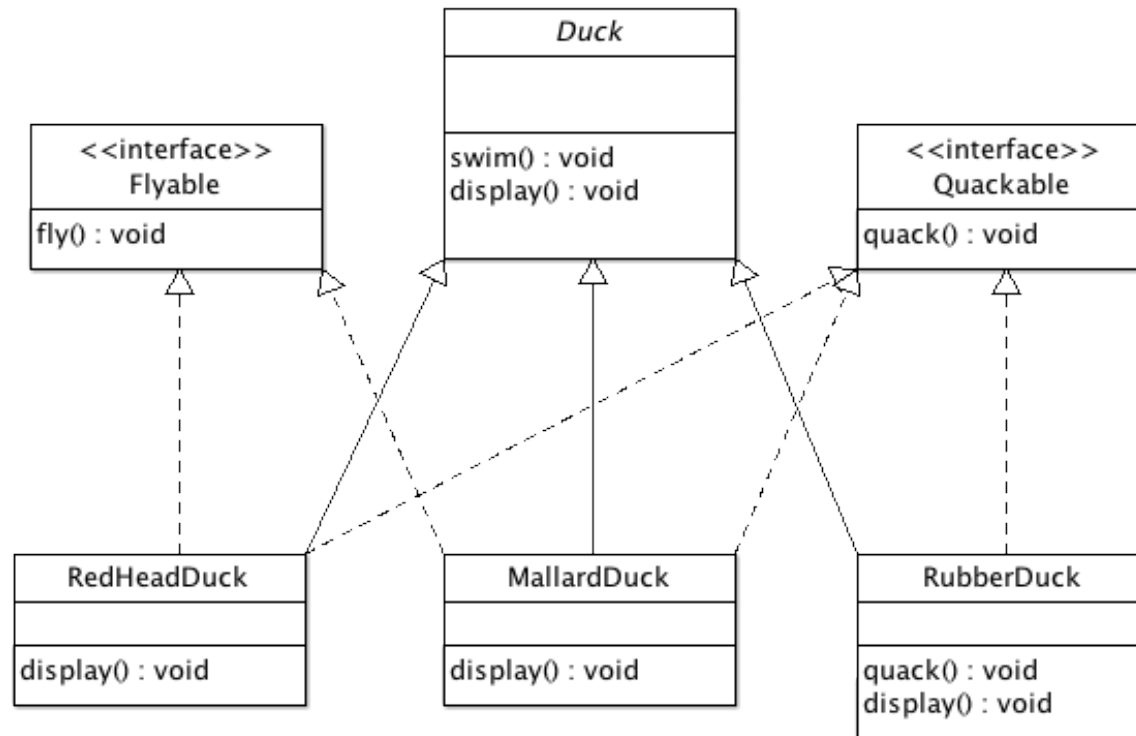 Duck
swim() : void
display() : void
<<interface>>
Flyable
fly() : void
<<interface>>
Quackable
quack() : void
RedHeadDuck
display() : void
MallardDuck
display() : void
RubberDuck
quack() : void
display() : void